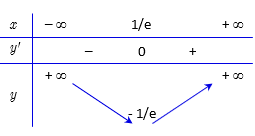 x −∞ 1/e +∞
y′ − 0 +
+∞ +∞
y
- 1/e